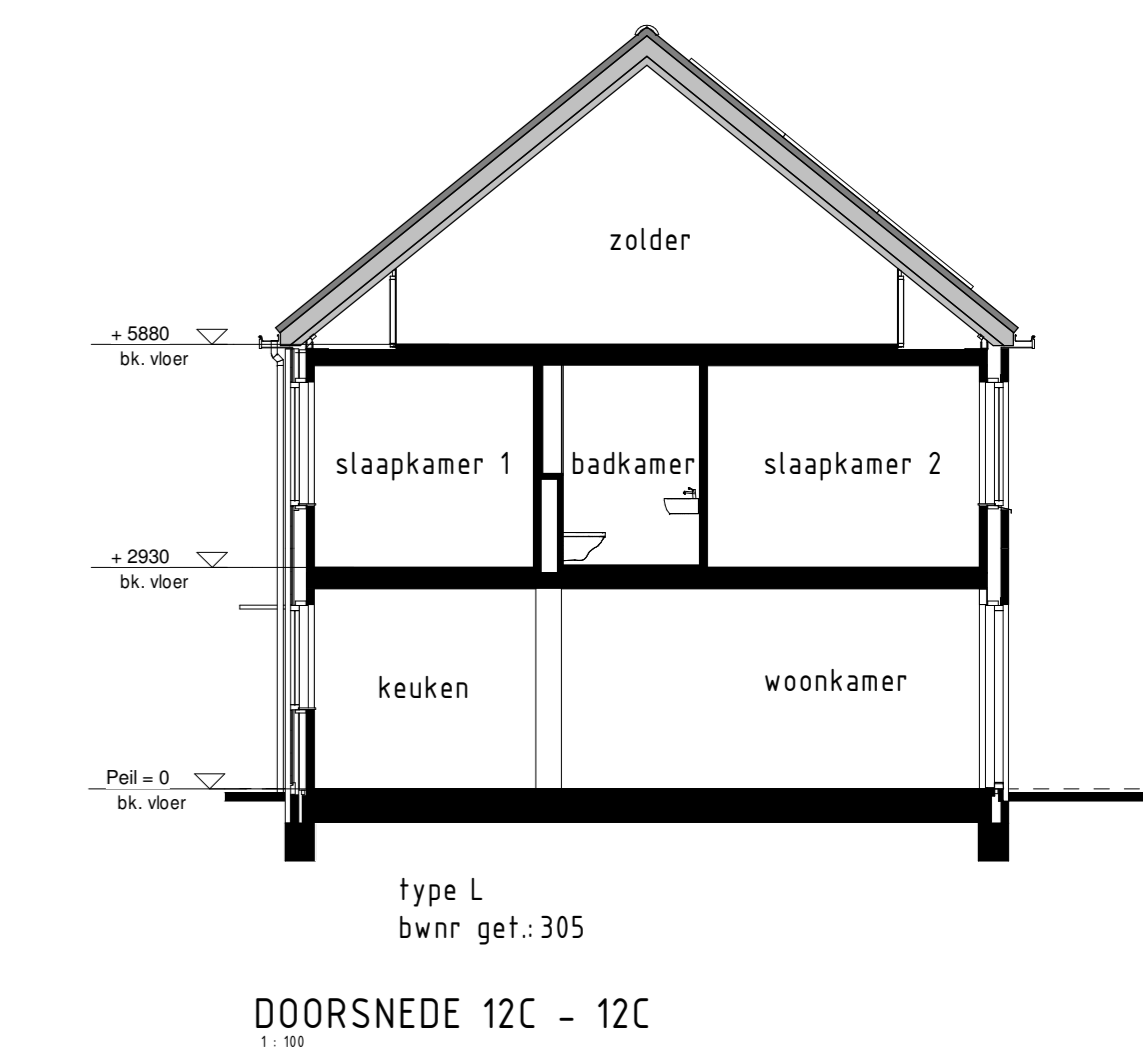 zolder
+ 5880
bk. vloer
slaapkamer 1
badkamer
slaapkamer 2
+ 2930
bk. vloer
keuken
woonkamer
Peil = 0
bk. vloer
type L
bwnr get.: 305
DOORSNEDE 12C - 12C
1 : 100